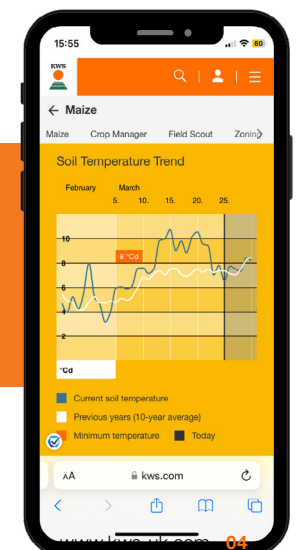 15:55
60
KWS
← Maize
Maize Crop Manager Field Scout Zoning
Soil Temperature Trend
February March
5. 10. 15. 20. 25.
10
8 °Cd
8
6
4
2
°Cd
Current soil temperature
Previous years (10-year average)
Minimum temperature Today
AA kws.com
www.kws-uk.com 04